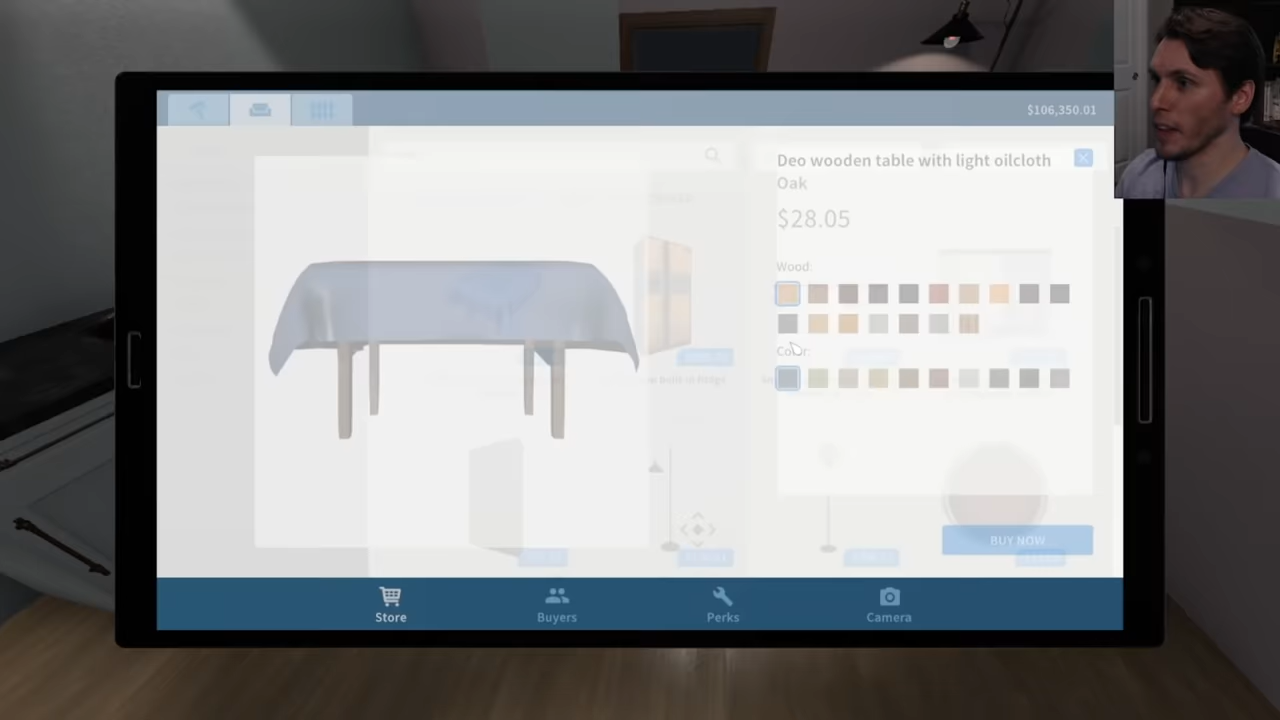 $106,350.01
Deo wooden table with light oilcloth
Oak
$28.05
Wood:
Color:
BUY NOW
Store
Buyers
Perks
Camera